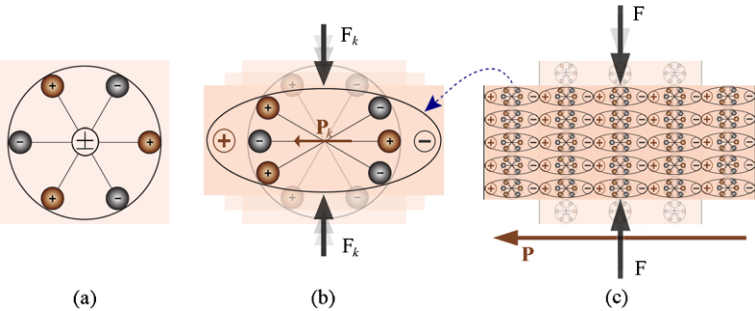 F_k
F
+ - - ± + + -
+ - + P_k - + - + -
F_k
P
F
(a) (b) (c)